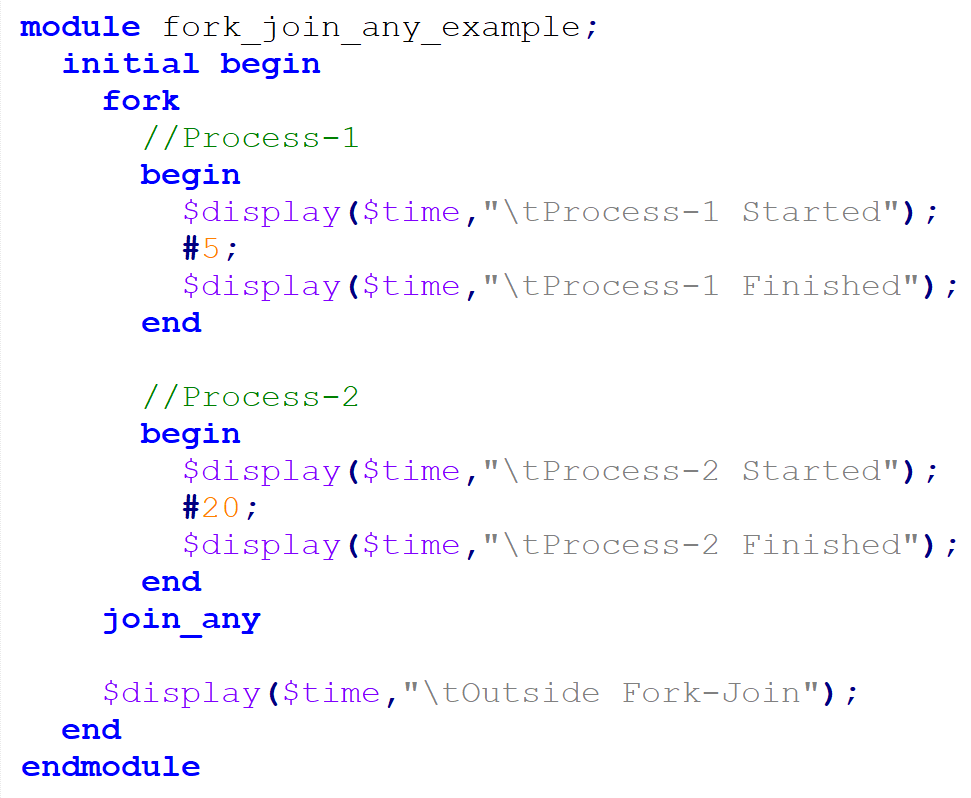 module fork_join_any_example;
  initial begin
    fork
      //Process-1
      begin
        $display($time,"\tProcess-1 Started");
        #5;
        $display($time,"\tProcess-1 Finished");
      end

      //Process-2
      begin
        $display($time,"\tProcess-2 Started");
        #20;
        $display($time,"\tProcess-2 Finished");
      end
    join_any

    $display($time,"\tOutside Fork-Join");
  end
endmodule